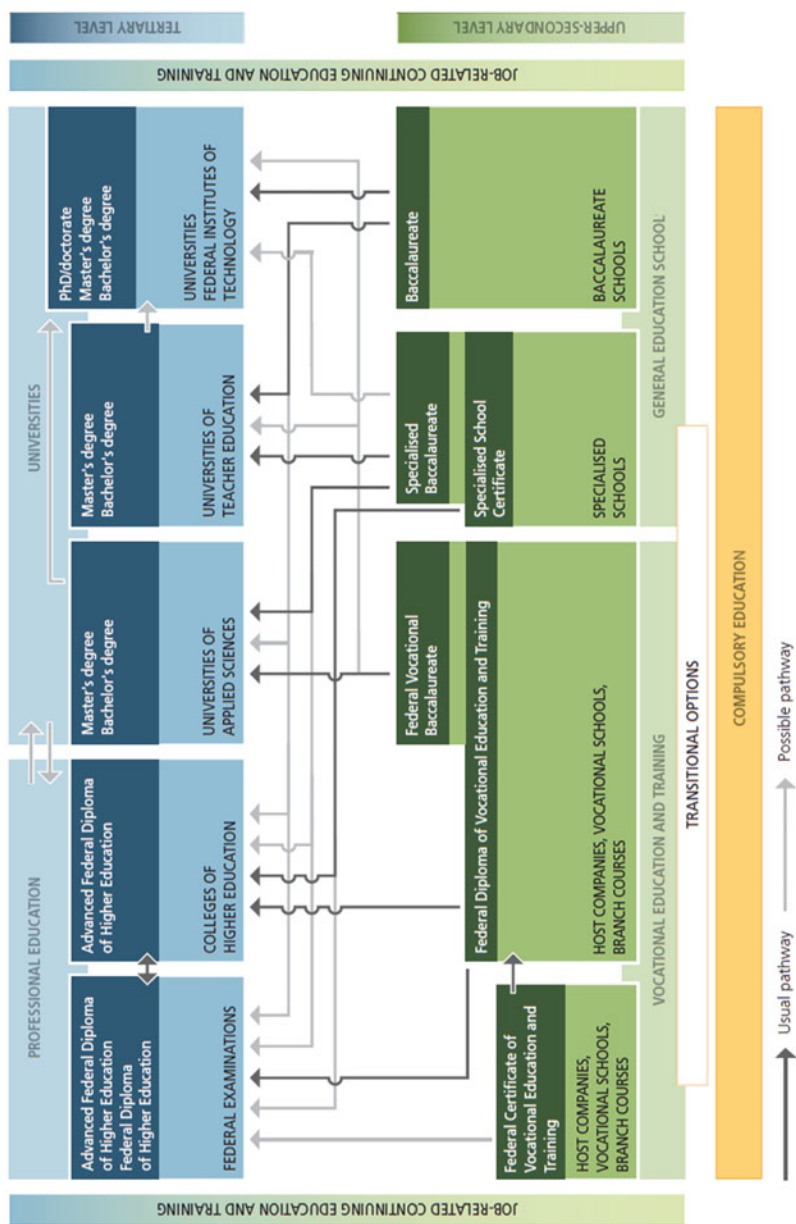 JOB-RELATED CONTINUING EDUCATION AND TRAINING
PROFESSIONAL EDUCATION
UNIVERSITIES
TERTIARY LEVEL
Advanced Federal Diploma
of Higher Education
Federal Diploma
of Higher Education
FEDERAL EXAMINATIONS
Advanced Federal Diploma
of Higher Education
COLLEGES OF
HIGHER EDUCATION
Master's degree
Bachelor's degree
UNIVERSITIES OF
APPLIED SCIENCES
Master's degree
Bachelor's degree
UNIVERSITIES OF
TEACHER EDUCATION
PhD/doctorate
Master's degree
Bachelor's degree
UNIVERSITIES
FEDERAL INSTITUTES OF
TECHNOLOGY
JOB-RELATED CONTINUING EDUCATION AND TRAINING
UPPER-SECONDARY LEVEL
Federal Certificate of
Vocational Education and
Training
HOST COMPANIES,
VOCATIONAL SCHOOLS,
BRANCH COURSES
Federal Vocational
Baccalaureate
Federal Diploma of Vocational Education and Training
HOST COMPANIES, VOCATIONAL SCHOOLS,
BRANCH COURSES
Specialised
Baccalaureate
Specialised School
Certificate
SPECIALISED
SCHOOLS
Baccalaureate
BACCALAUREATE
SCHOOLS
VOCATIONAL EDUCATION AND TRAINING
GENERAL EDUCATION SCHOOL
TRANSITIONAL OPTIONS
COMPULSORY EDUCATION
Usual pathway
Possible pathway